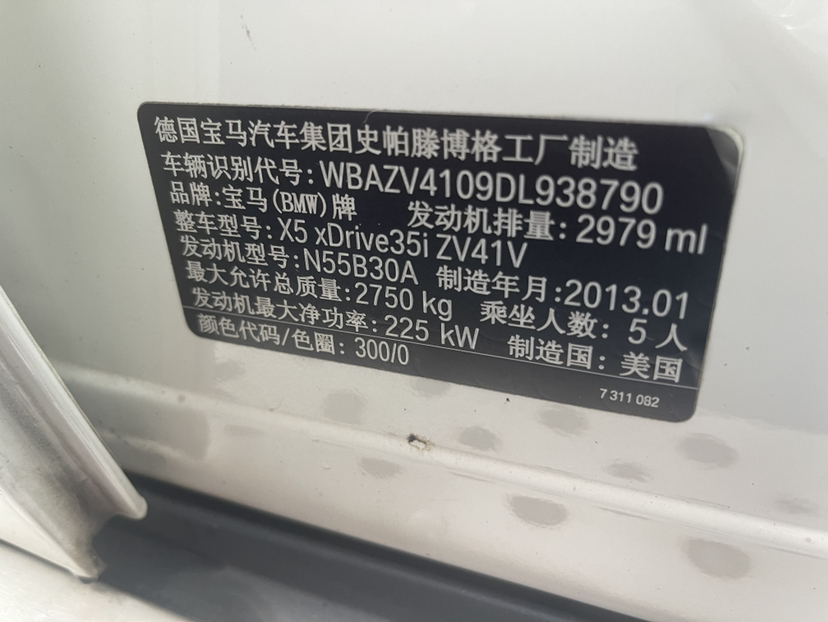 德国宝马汽车集团史帕滕博格工厂制造
车辆识别代号: WBAZV4109DL938790
品牌: 宝马(BMW)牌 发动机排量: 2979 ml
整车型号: X5 xDrive35i ZV41V
发动机型号: N55B30A 制造年月: 2013.01
最大允许总质量: 2750 kg 乘坐人数: 5 人
发动机最大净功率: 225 kW 制造国: 美国
颜色代码/色圈: 300/0
7 311 082